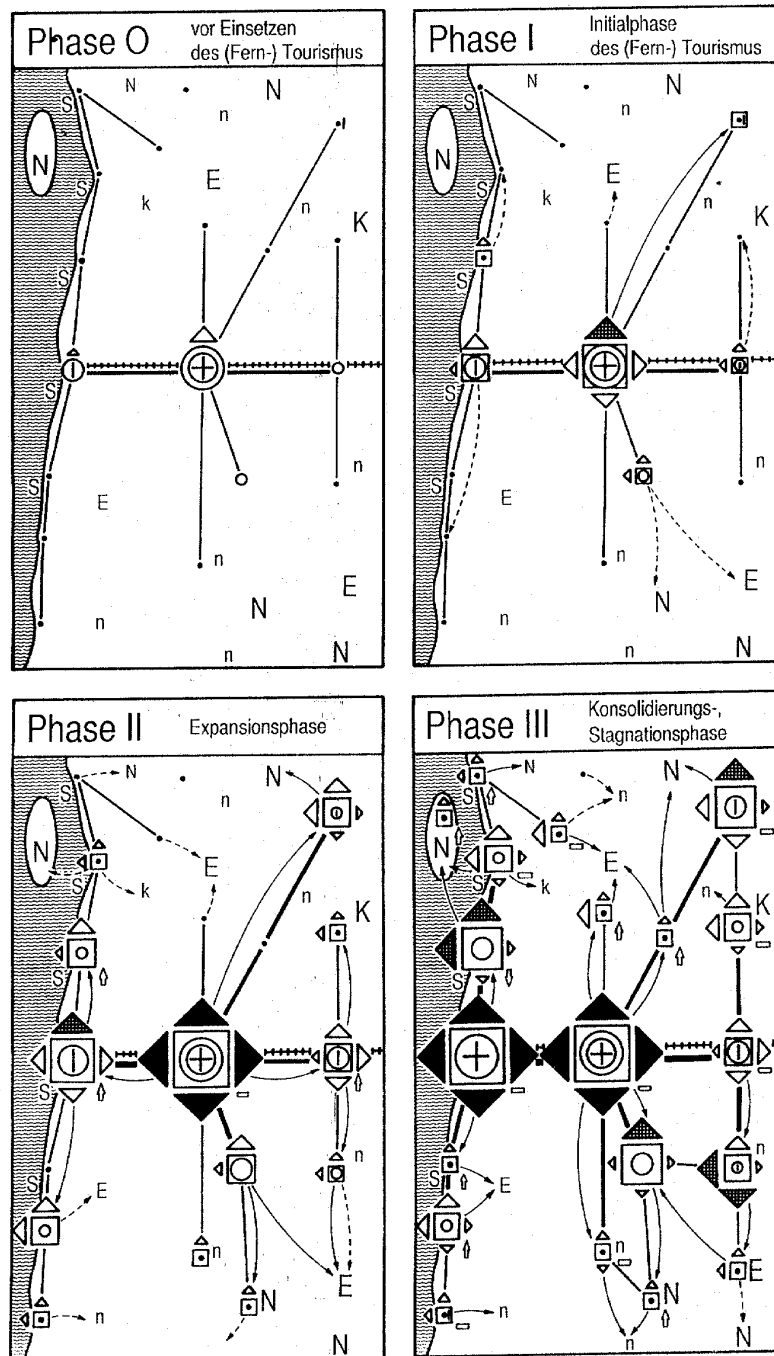 Phase O
vor Einsetzen
des (Fern-) Tourismus
N N
S n
N
S E
k n K
S
S
S n
E
n
E
n N
n N
Phase I
Initialphase
des (Fern-) Tourismus
N N
S n
N
S E
k n K
S
S
S n
E
n
E
N
n
n N
Phase II
Expansionsphase
N N
S n
N E
S k n K
S
S
n
S E
n
E
N
n
N
Phase III
Konsolidierungs-,
Stagnationsphase
N N
S n
N E
S k n K
S
n
S E
n E
N
n
n N